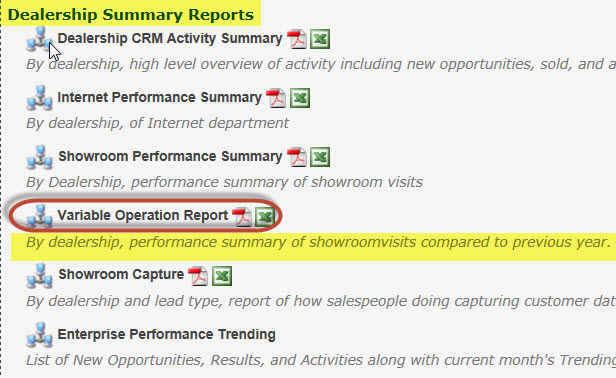 Dealership Summary Reports
Dealership CRM Activity Summary
By dealership, high level overview of activity including new opportunities, sold, and a
Internet Performance Summary
By dealership, of Internet department
Showroom Performance Summary
By Dealership, performance summary of showroom visits
Variable Operation Report
By dealership, performance summary of showroomvisits compared to previous year.
Showroom Capture
By dealership and lead type, report of how salespeople doing capturing customer dat
Enterprise Performance Trending
List of New Opportunities, Results, and Activities along with current month's Trending